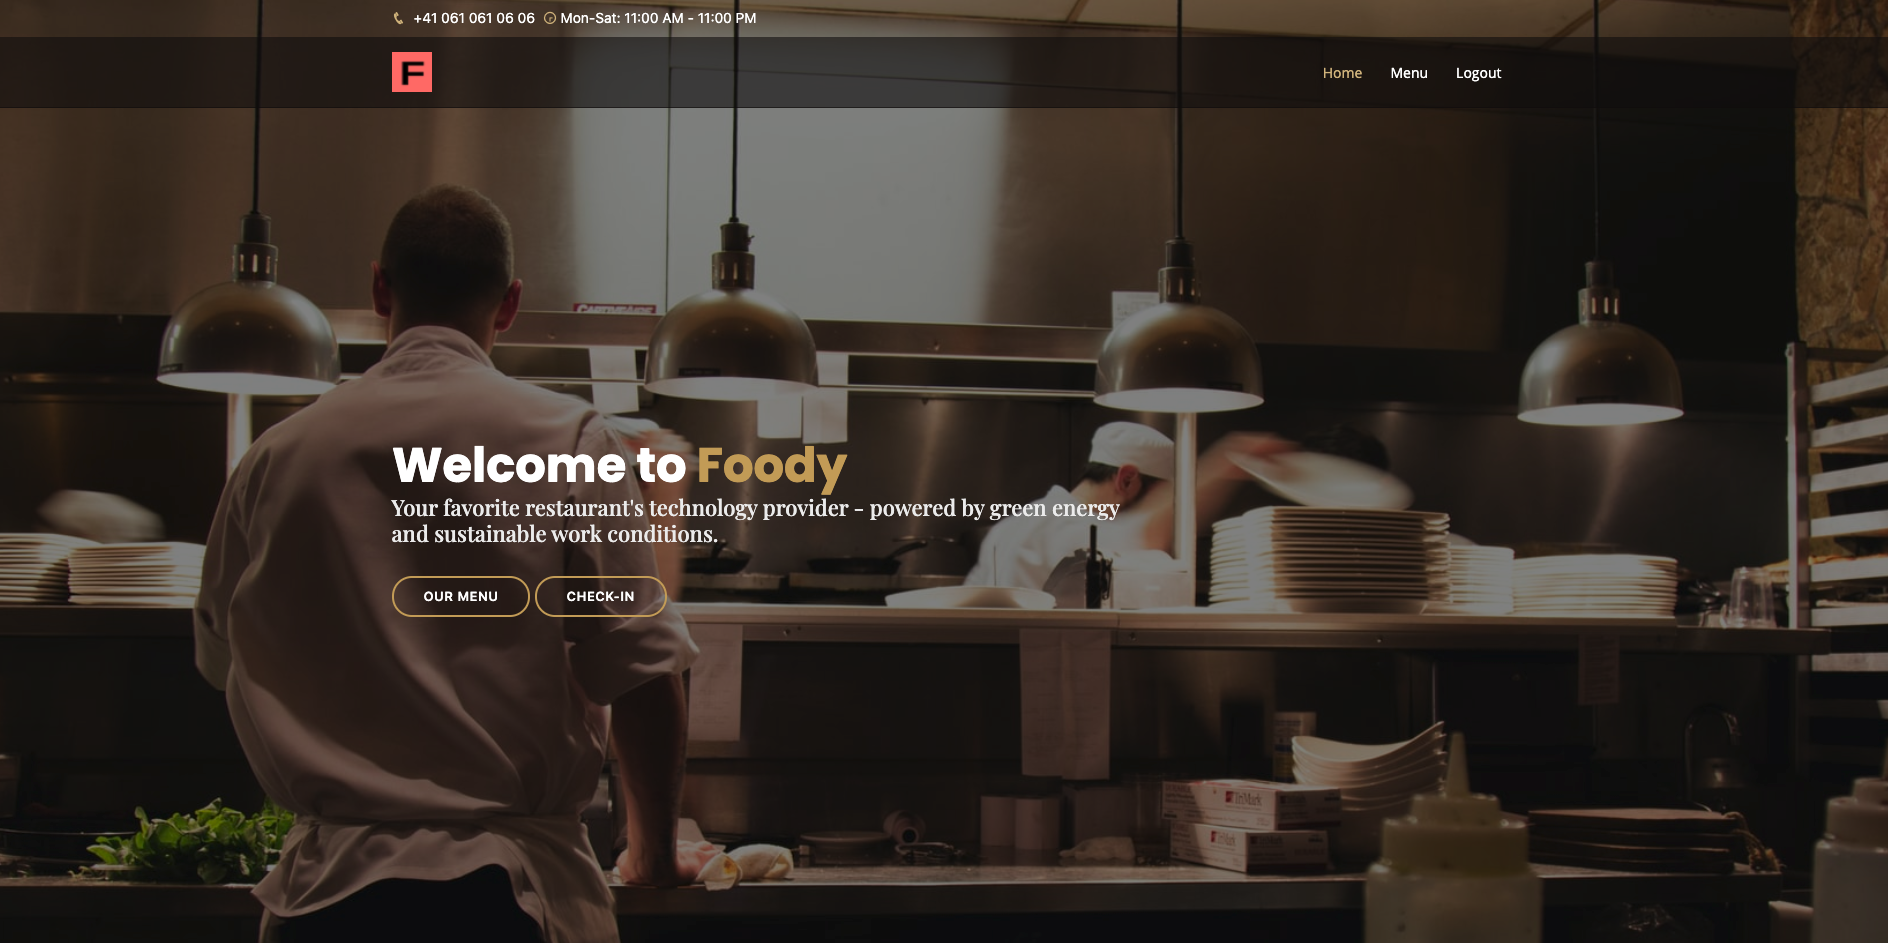 +41 061 061 06 06 Mon-Sat: 11:00 AM - 11:00 PM
F
Home Menu Logout
Welcome to Foody
Your favorite restaurant's technology provider - powered by green energy
and sustainable work conditions.
OUR MENU CHECK-IN